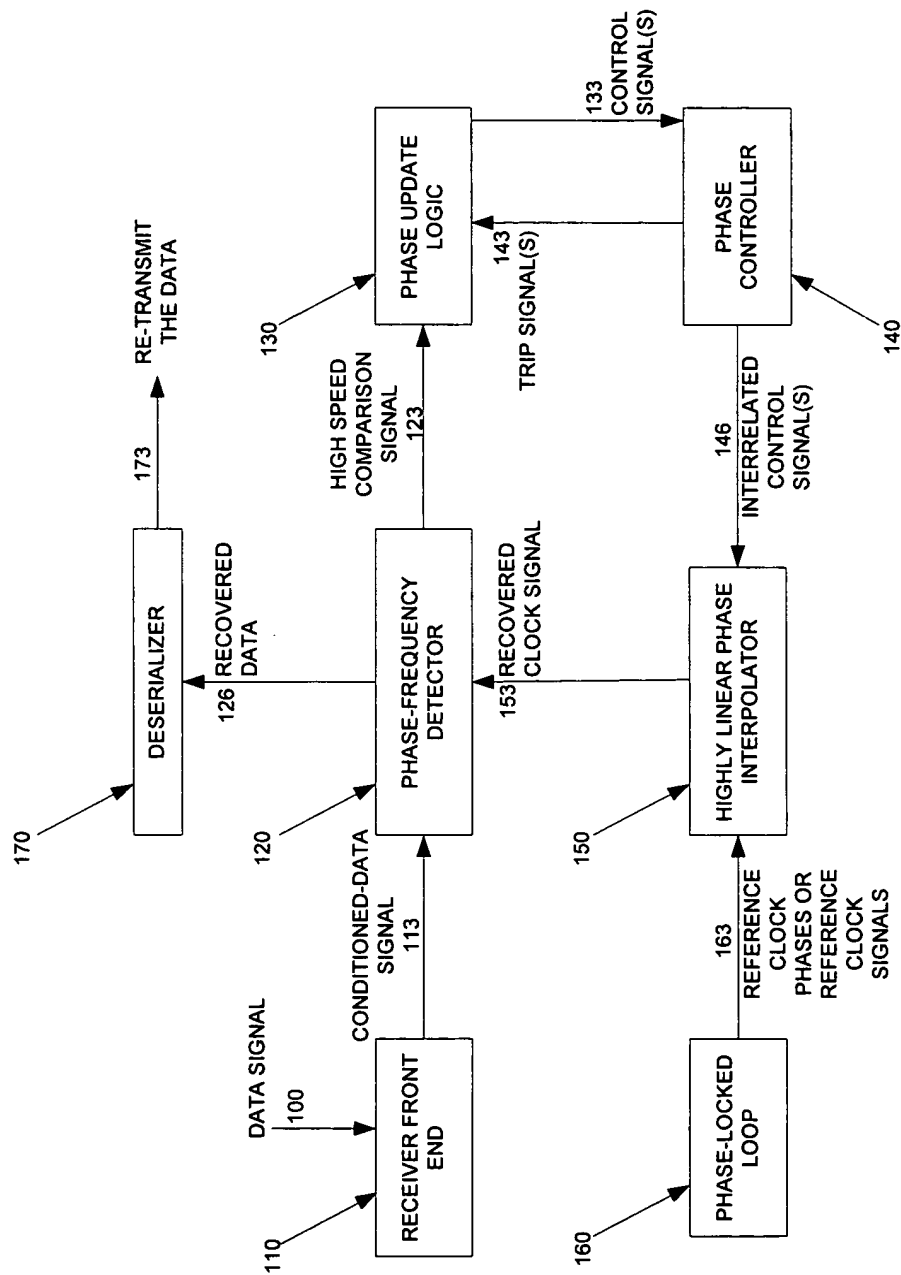 RE-TRANSMIT
THE DATA
173
170
DESERIALIZER
126
RECOVERED
DATA
DATA SIGNAL
100
110
RECEIVER FRONT
END
CONDITIONED-DATA
SIGNAL
113
120
PHASE-FREQUENCY
DETECTOR
HIGH SPEED
COMPARISON
SIGNAL
123
130
PHASE UPDATE
LOGIC
143
TRIP SIGNAL(S)
133
CONTROL
SIGNAL(S)
153 RECOVERED
CLOCK SIGNAL
160
PHASE-LOCKED
LOOP
163
REFERENCE
CLOCK
PHASES OR
REFERENCE
CLOCK
SIGNALS
150
HIGHLY LINEAR PHASE
INTERPOLATOR
146
INTERRELATED
CONTROL
SIGNAL(S)
PHASE
CONTROLLER
140